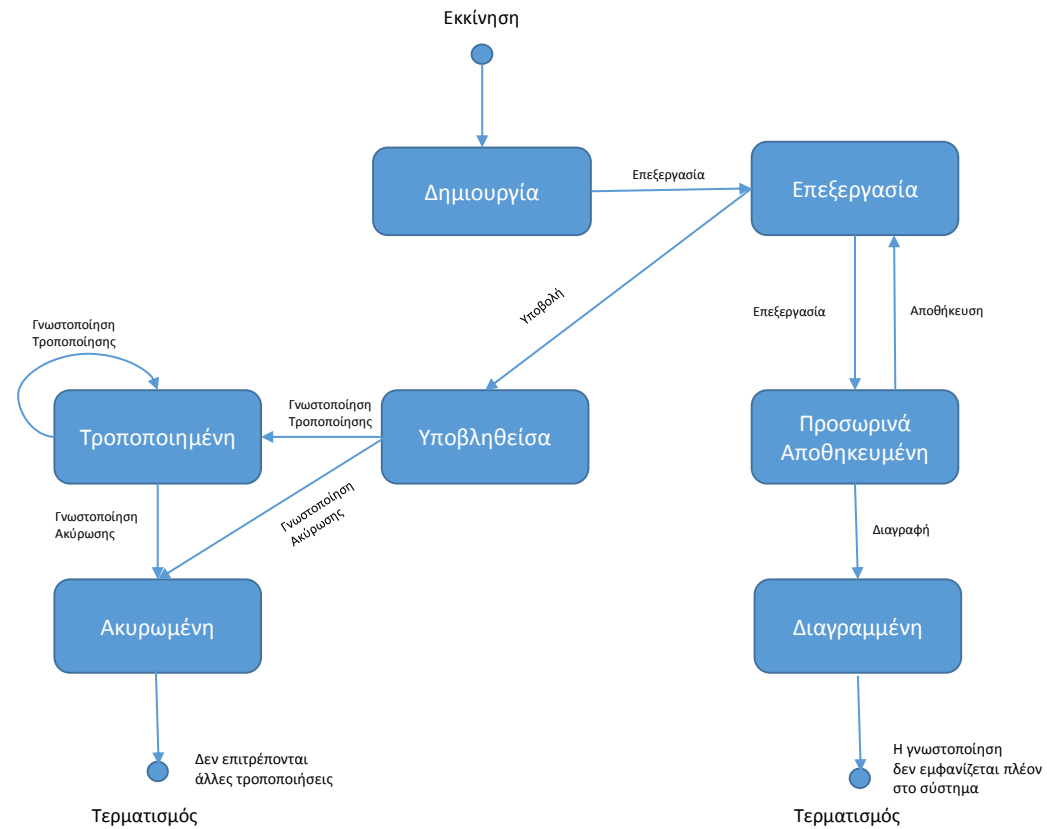 Εκκίνηση
Δημιουργία
Επεξεργασία
Επεξεργασία
Υποβολή
Επεξεργασία
Αποθήκευση
Γνωστοποίηση
Τροποποίησης
Τροποποιημένη
Γνωστοποίηση
Τροποποίησης
Υποβληθείσα
Προσωρινά
Αποθηκευμένη
Γνωστοποίηση
Ακύρωσης
Γνωστοποίηση
Ακύρωσης
Διαγραφή
Ακυρωμένη
Διαγραμμένη
Δεν επιτρέπονται
άλλες τροποποιήσεις
Η γνωστοποίηση
δεν εμφανίζεται πλέον
στο σύστημα
Τερματισμός
Τερματισμός